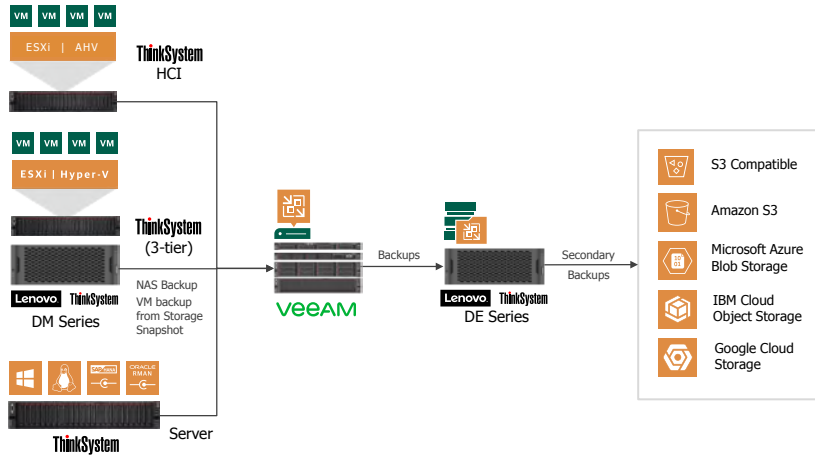 VM VM VM VM
ESXi | AHV
ThinkSystem
HCI
VM VM VM VM
ESXi | Hyper-V
ThinkSystem
(3-tier)
Lenovo ThinkSystem
DM Series
NAS Backup
VM backup
from Storage
Snapshot
ORACLE
RMAN
Server
ThinkSystem
veeAM
Backups
Lenovo ThinkSystem
DE Series
Secondary
Backups
S3 Compatible
Amazon S3
10
01
Microsoft Azure
Blob Storage
IBM Cloud
Object Storage
Google Cloud
Storage